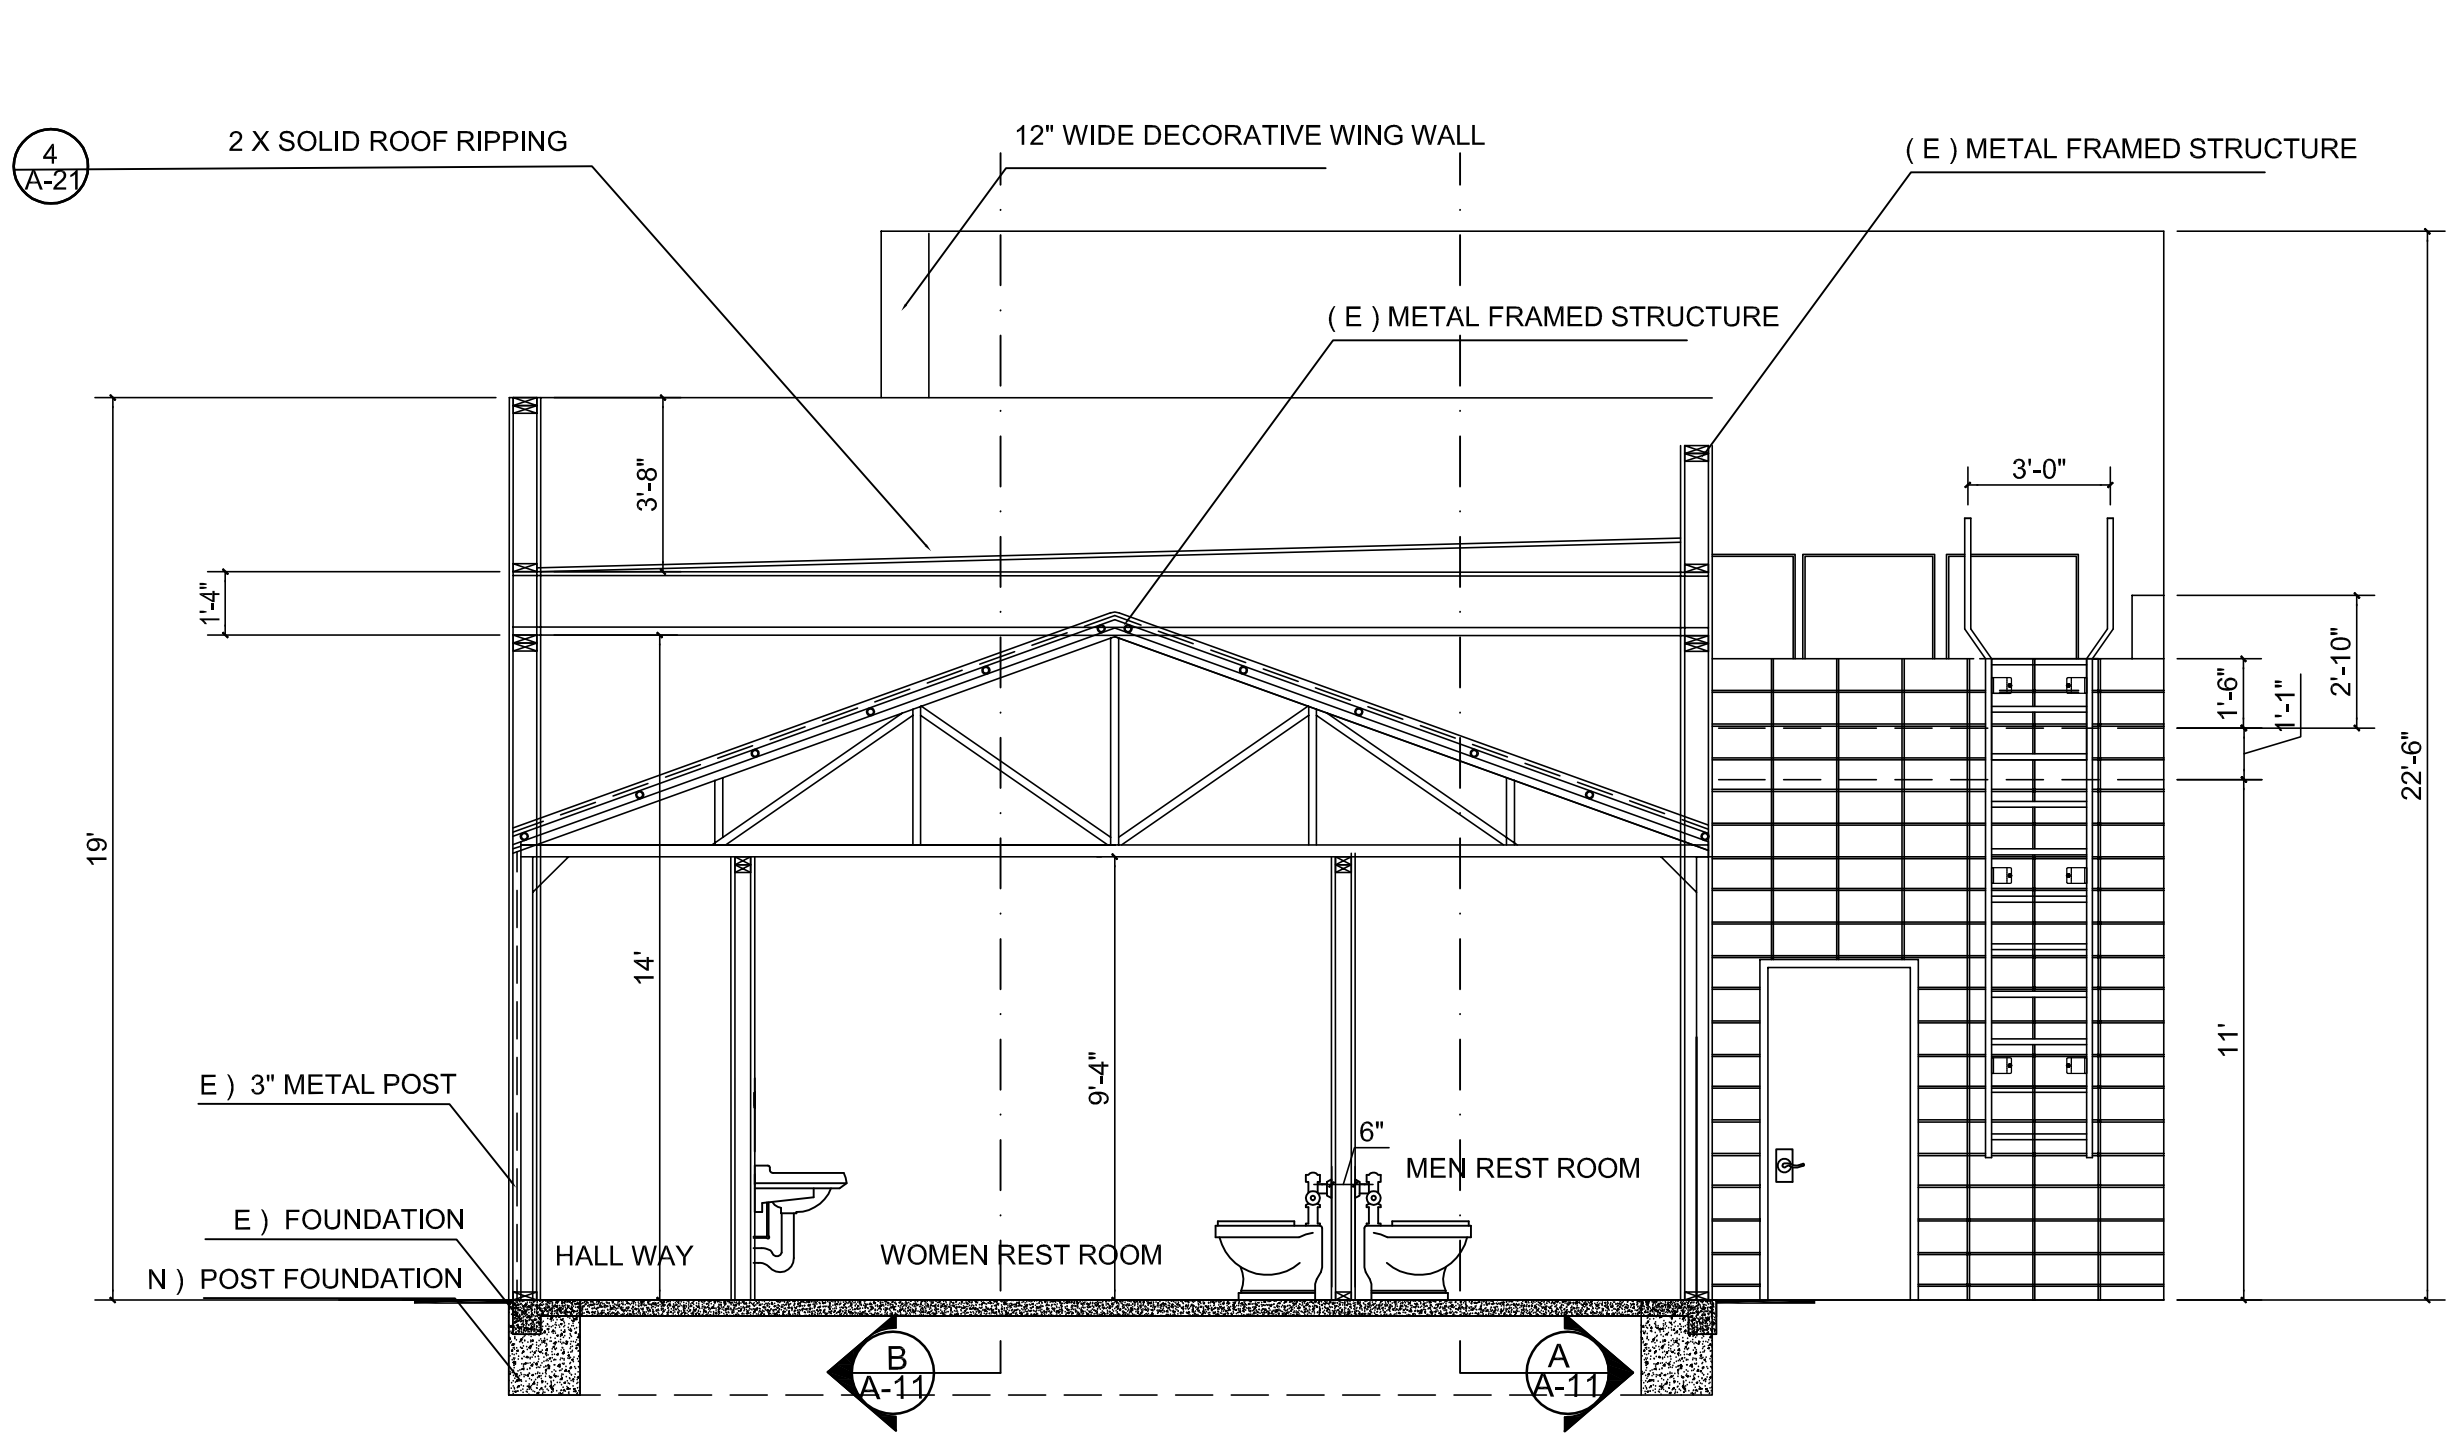 4
A-21
2 X SOLID ROOF RIPPING
12" WIDE DECORATIVE WING WALL
( E ) METAL FRAMED STRUCTURE
( E ) METAL FRAMED STRUCTURE
3'-8"
3'-0"
1'-4"
2'-10"
1'-6"
1'-1"
22'-6"
19'
14'
9'-4"
11'
E ) 3" METAL POST
6"
MEN REST ROOM
E ) FOUNDATION
HALL WAY
WOMEN REST ROOM
N ) POST FOUNDATION
B
A-11
A
A-11